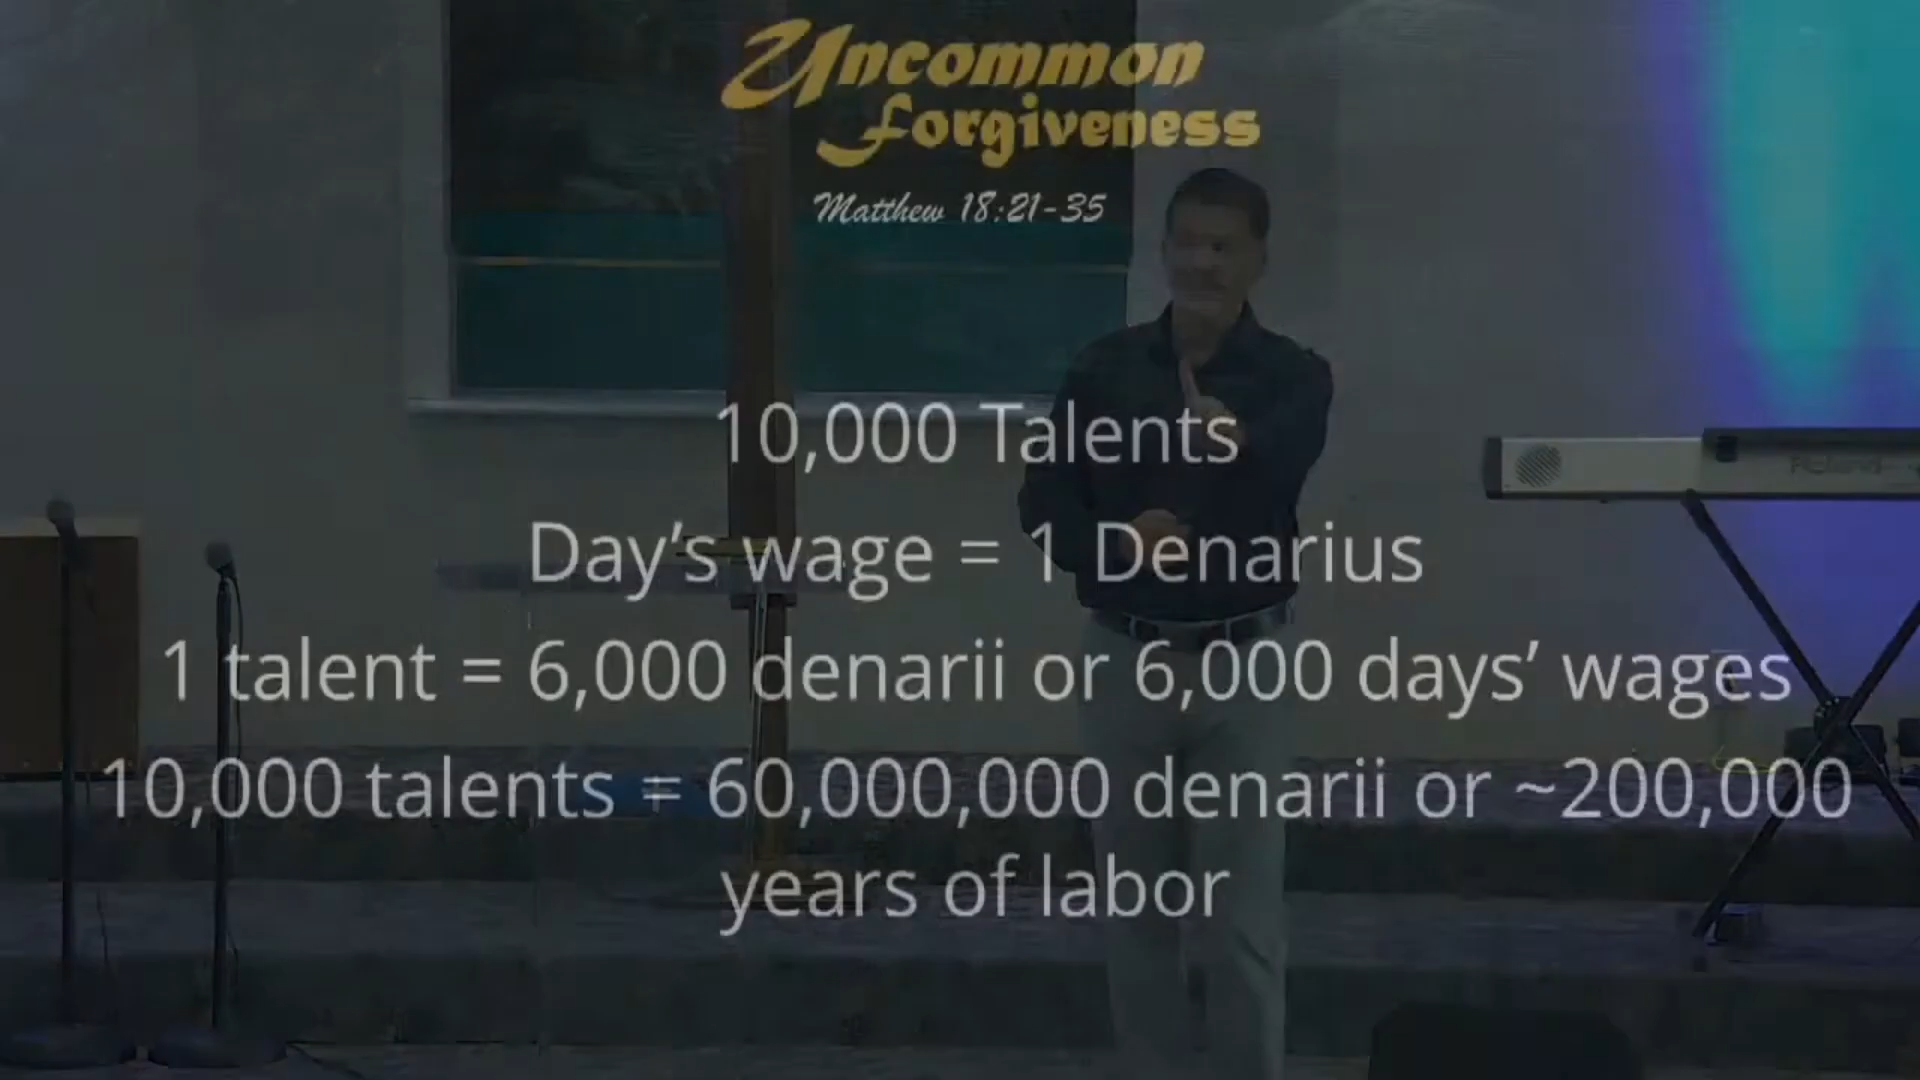 Uncommon
Forgiveness
Matthew 18:21-35
10,000 Talents
Day's wage = 1 Denarius
1 talent = 6,000 denarii or 6,000 days' wages
10,000 talents = 60,000,000 denarii or ~200,000
years of labor
Roland